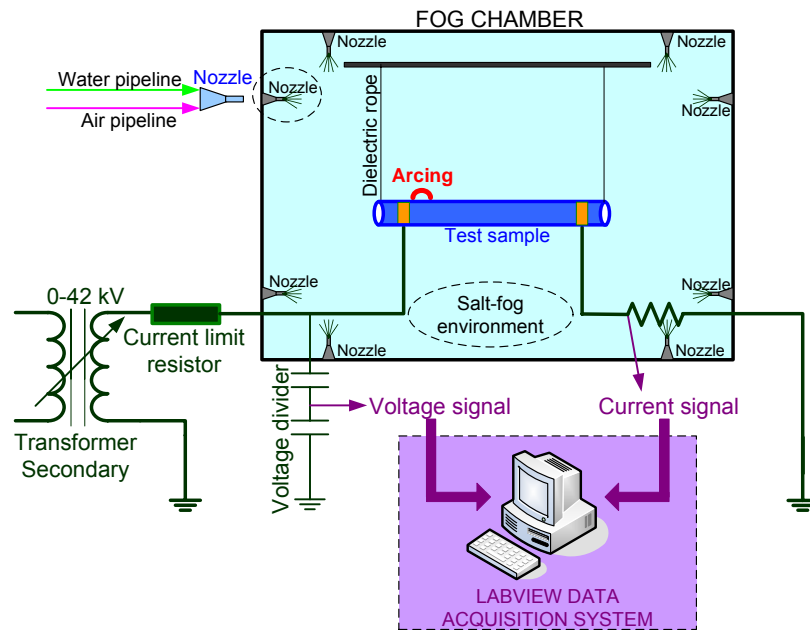 FOG CHAMBER
Nozzle
Nozzle
Water pipeline
Nozzle
Nozzle
Nozzle
Air pipeline
Dielectric rope
Arcing
Test sample
0-42 kV
Nozzle
Nozzle
Salt-fog
environment
Current limit
resistor
Nozzle
Nozzle
Voltage divider
Voltage signal
Current signal
Transformer
Secondary
LABVIEW DATA
ACQUISITION SYSTEM